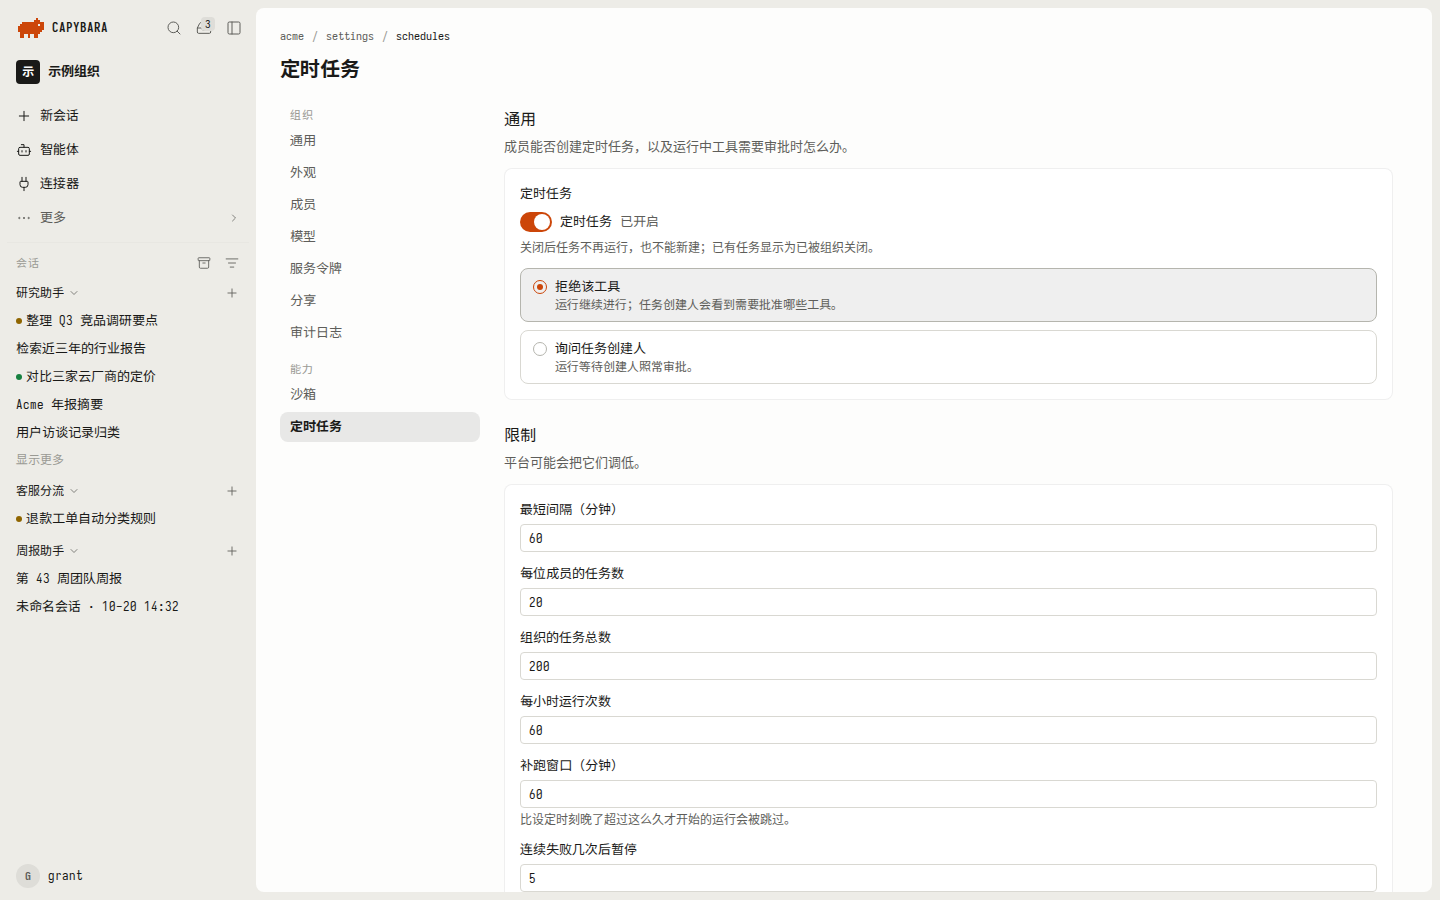 CAPYBARA
3
示 示例组织
新会话
智能体
连接器
更多
会话
研究助手
整理 Q3 竞品调研要点
检索近三年的行业报告
对比三家云厂商的定价
Acme 年报摘要
用户访谈记录归类
显示更多
客服分流
退款工单自动分类规则
周报助手
第 43 周团队周报
未命名会话 · 10-20 14:32
G grant
acme / settings / schedules
定时任务
组织
通用
外观
成员
模型
服务令牌
分享
审计日志
能力
沙箱
定时任务
通用
成员能否创建定时任务，以及运行中工具需要审批时怎么办。
定时任务
定时任务 已开启
关闭后任务不再运行，也不能新建；已有任务显示为已被组织关闭。
拒绝该工具
运行继续进行；任务创建人会看到需要批准哪些工具。
询问任务创建人
运行等待创建人照常审批。
限制
平台可能会把它们调低。
最短间隔（分钟）
60
每位成员的任务数
20
组织的任务总数
200
每小时运行次数
60
补跑窗口（分钟）
60
比设定时刻晚了超过这么久才开始的运行会被跳过。
连续失败几次后暂停
5